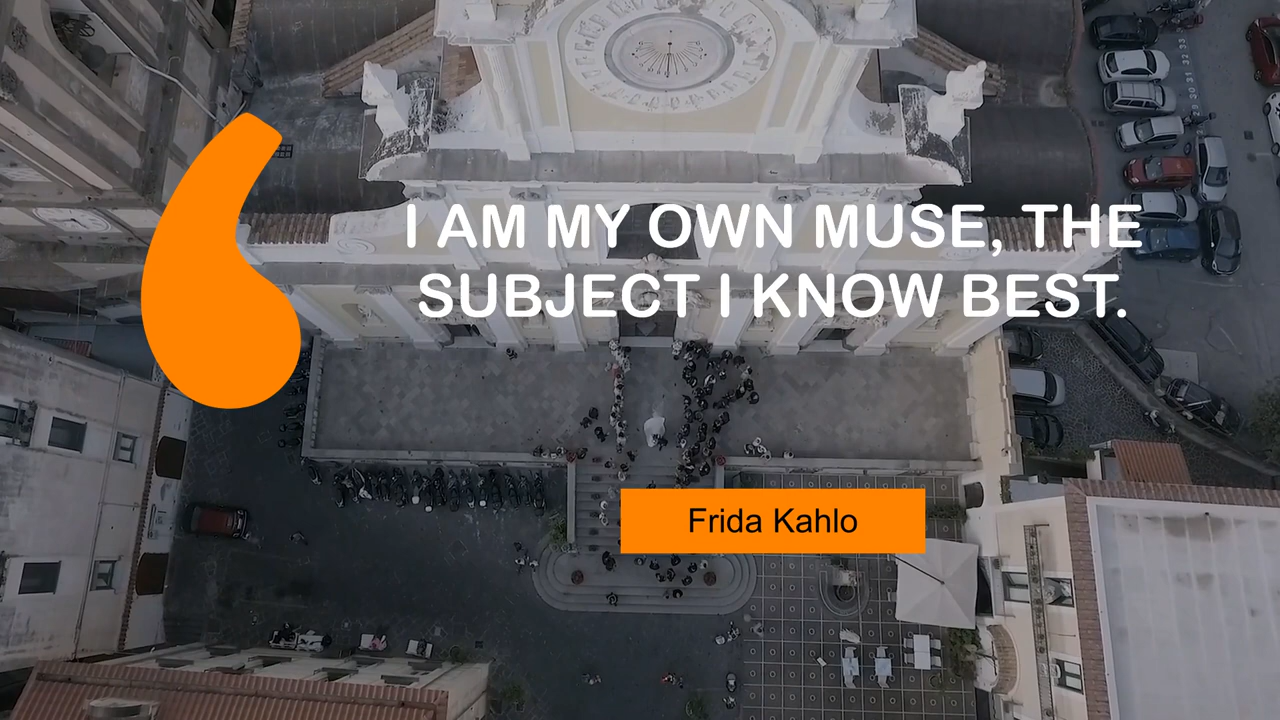 I AM MY OWN MUSE, THE
SUBJECT I KNOW BEST.
Frida Kahlo